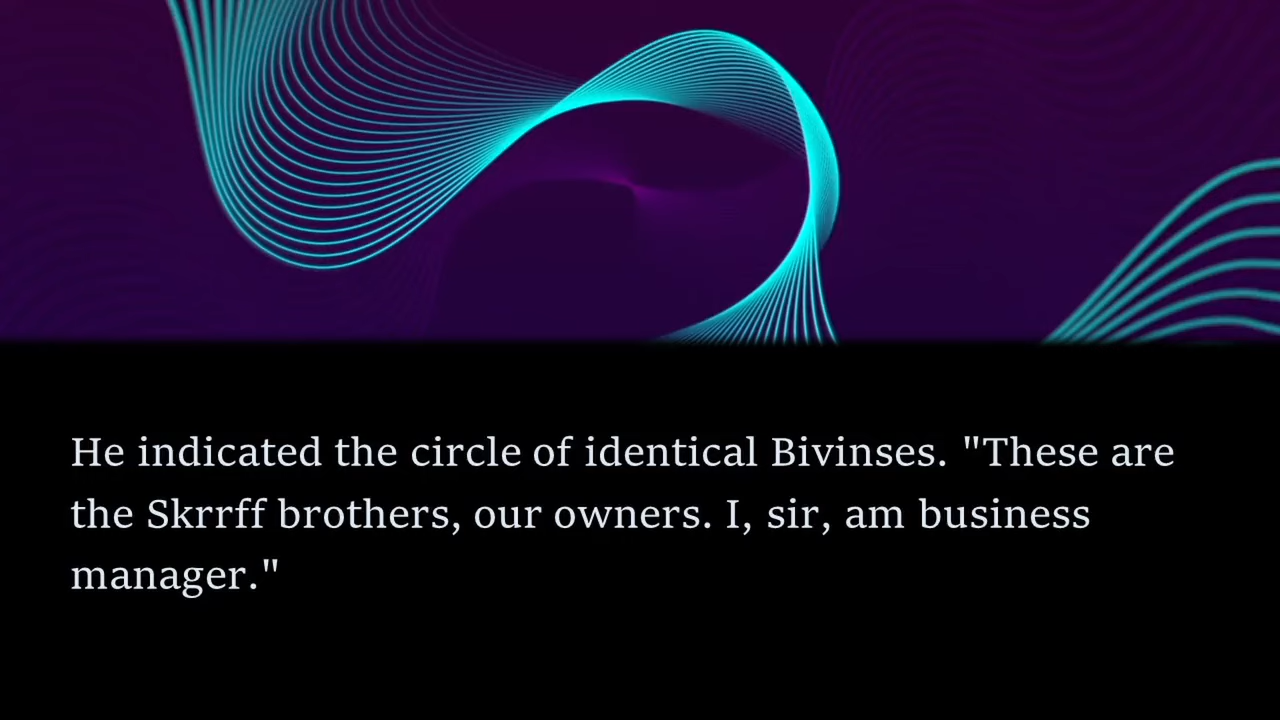 He indicated the circle of identical Bivinses. "These are
the Skrrff brothers, our owners. I, sir, am business
manager."